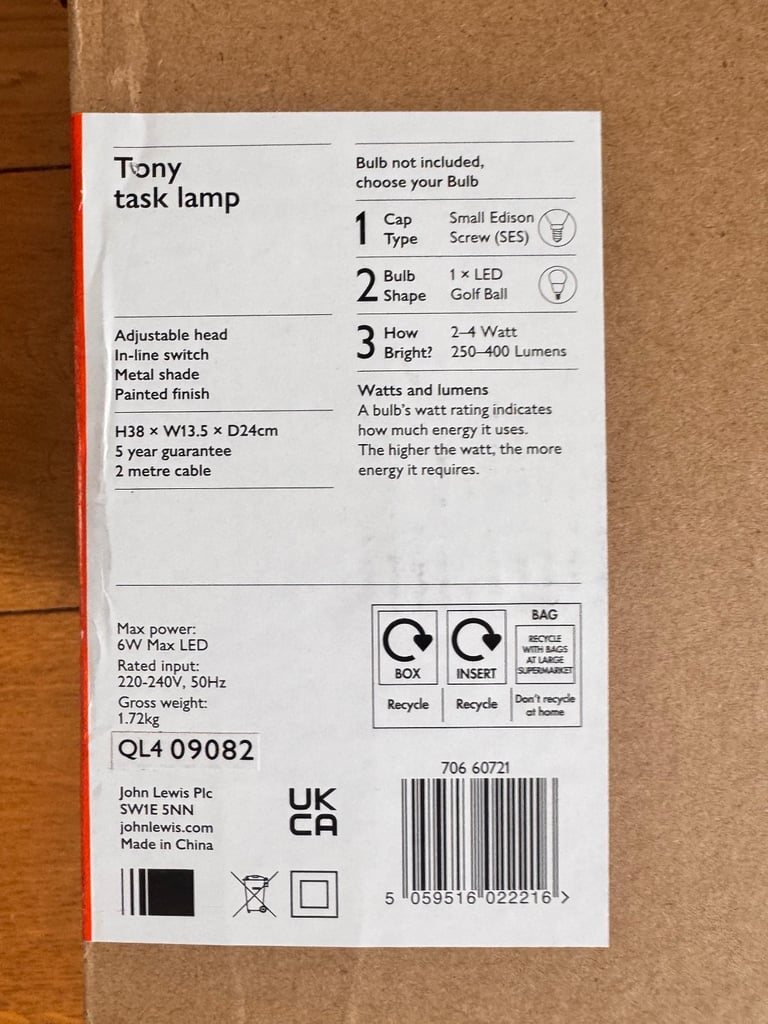 Tony
task lamp
Adjustable head
In-line switch
Metal shade
Painted finish
H38 × W13.5 × D24cm
5 year guarantee
2 metre cable
Bulb not included,
choose your Bulb
1 Cap Type Small Edison Screw (SES)
2 Bulb Shape 1 × LED Golf Ball
3 How Bright? 2–4 Watt 250–400 Lumens
Watts and lumens
A bulb's watt rating indicates
how much energy it uses.
The higher the watt, the more
energy it requires.
Max power:
6W Max LED
Rated input:
220-240V, 50Hz
Gross weight:
1.72kg
QL4 09082
John Lewis Plc
SW1E 5NN
johnlewis.com
Made in China
UK
CA
BOX
Recycle
INSERT
Recycle
BAG
RECYCLE
WITH BAGS
AT LARGE
SUPERMARKET
Don't recycle
at home
706 60721
5 059516 022216 >